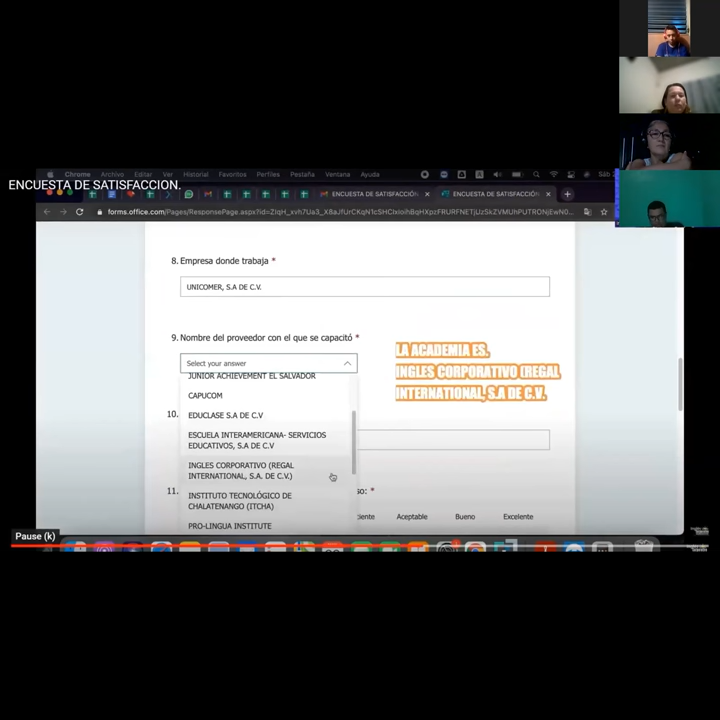 Chrome Archivo Editar Ver Historial Favoritos Perfiles Pestaña Ventana Ayuda
ENCUESTA DE SATISFACCION.
ENCUESTA DE SATISFACCIÓN
ENCUESTA DE SATISFACCIÓN
8. Empresa donde trabaja *
UNICOMER, S.A DE C.V.
9. Nombre del proveedor con el que se capacitó *
Select your answer
LA ACADEMIA ES.
INGLES CORPORATIVO (REGAL
INTERNATIONAL, S.A DE C.V.
JUNIOR ACHIEVEMENT EL SALVADOR
CAPUCOM
10.
EDUCLASE S.A DE C.V
ESCUELA INTERAMERICANA- SERVICIOS
EDUCATIVOS, S.A DE C.V
INGLES CORPORATIVO (REGAL
INTERNATIONAL, S.A. DE C.V.)
11.
INSTITUTO TECNOLÓGICO DE
CHALATENANGO (ITCHA)
Aceptable Bueno Excelente
PRO-LINGUA INSTITUTE
Pause (k)